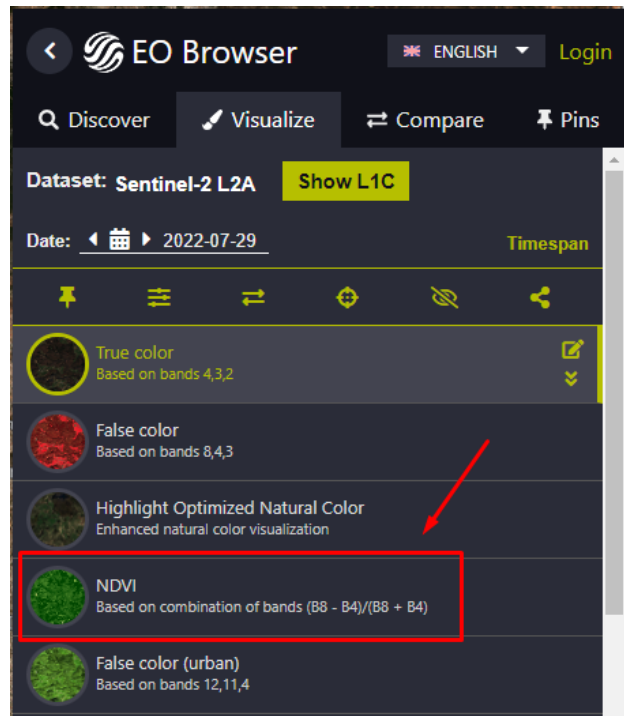 EO Browser
ENGLISH
Login
Discover
Visualize
Compare
Pins
Dataset: Sentinel-2 L2A
Show L1C
Date: 2022-07-29
Timespan
True color
Based on bands 4,3,2
False color
Based on bands 8,4,3
Highlight Optimized Natural Color
Enhanced natural color visualization
NDVI
Based on combination of bands (B8 - B4)/(B8 + B4)
False color (urban)
Based on bands 12,11,4